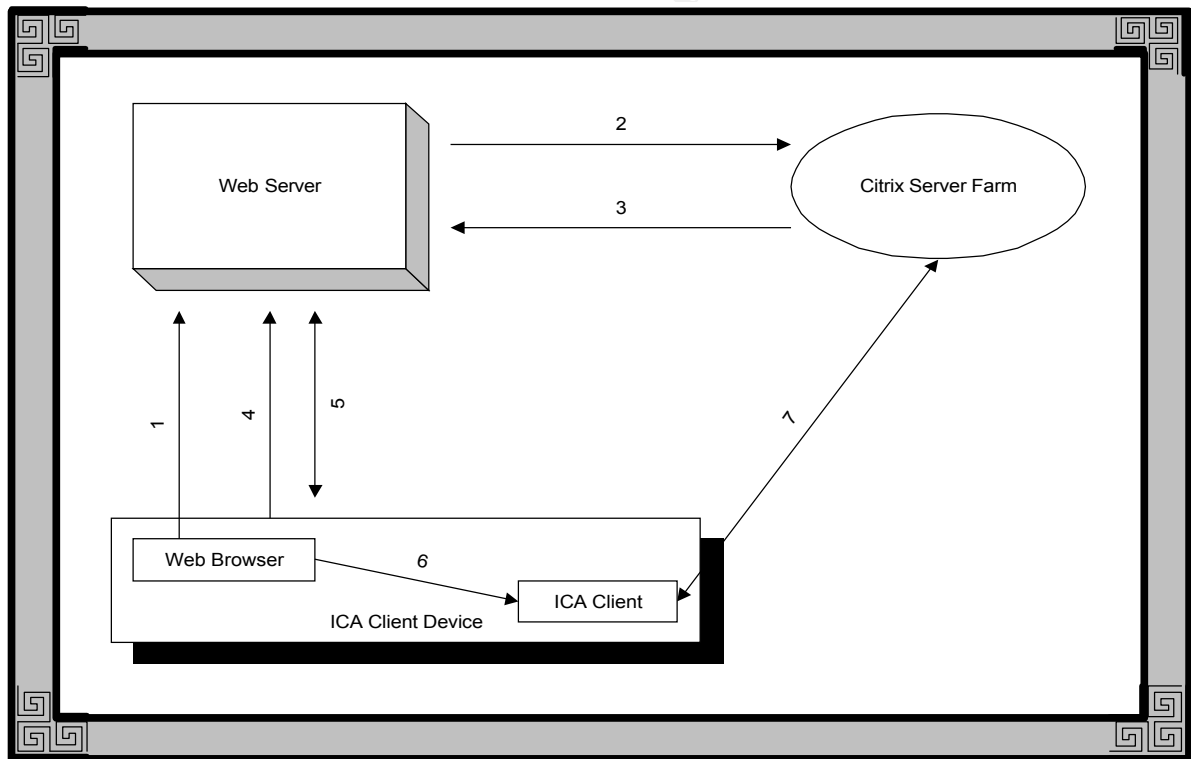 2
Web Server
Citrix Server Farm
3
1
4
5
7
Web Browser
6
ICA Client
ICA Client Device